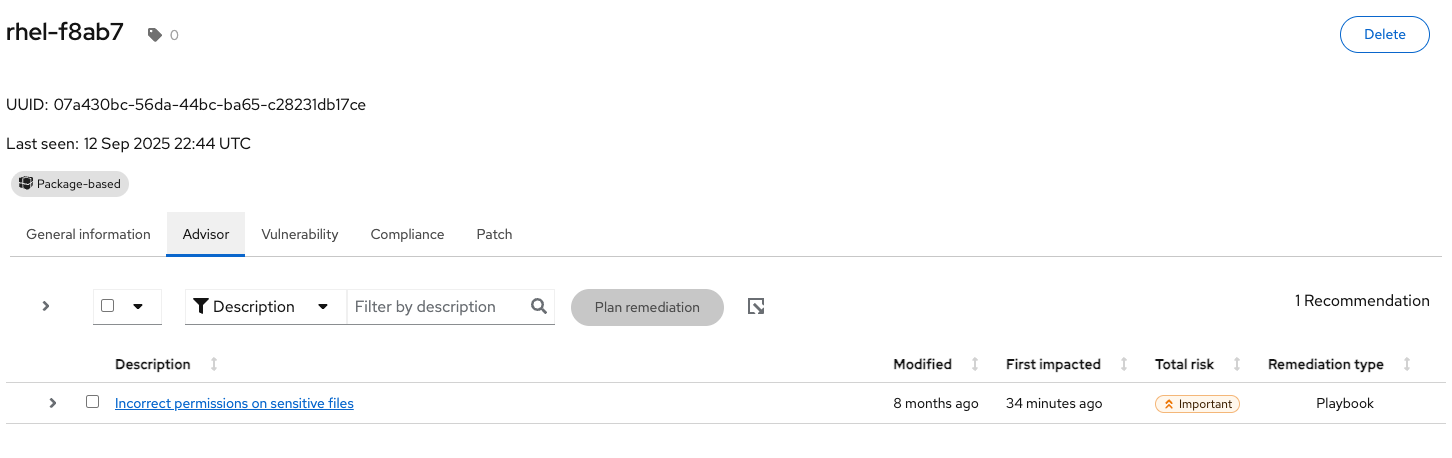 rhel-f8ab7 0 Delete
UUID: 07a430bc-56da-44bc-ba65-c28231db17ce
Last seen: 12 Sep 2025 22:44 UTC
Package-based
General information Advisor Vulnerability Compliance Patch
Description Filter by description Plan remediation 1 Recommendation
Description Modified First impacted Total risk Remediation type
Incorrect permissions on sensitive files 8 months ago 34 minutes ago Important Playbook